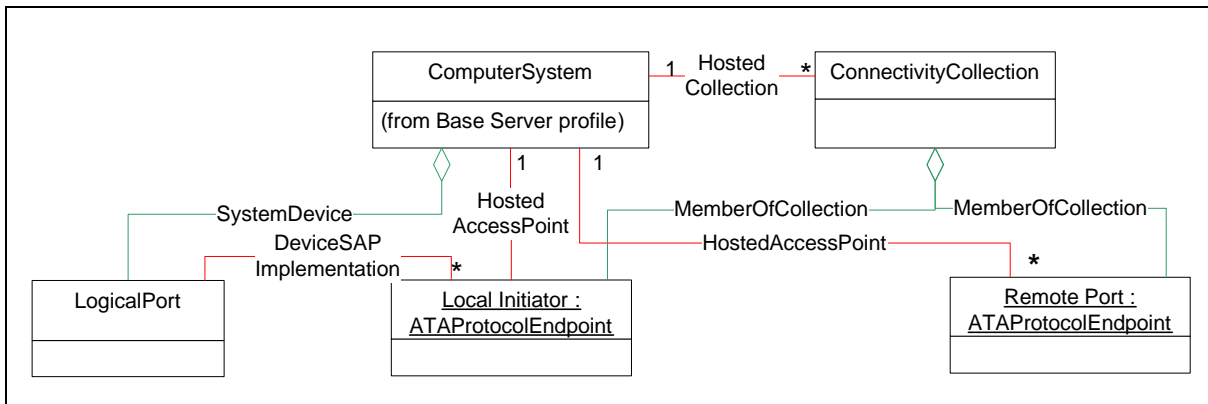 ComputerSystem
(from Base Server profile)
1
Hosted
Collection
*
ConnectivityCollection
1
1
Hosted
AccessPoint
SystemDevice
MemberOfCollection
MemberOfCollection
DeviceSAP
Implementation
*
HostedAccessPoint
*
LogicalPort
Local Initiator :
ATAProtocolEndpoint
Remote Port :
ATAProtocolEndpoint